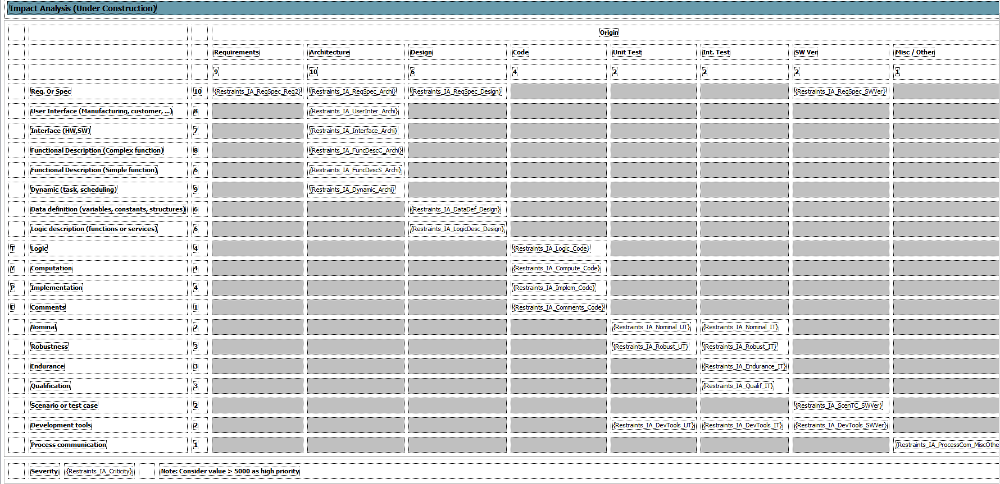 Impact Analysis (Under Construction)
Origin
Requirements Architecture Design Code Unit Test Int. Test SW Ver Misc / Other
9 10 6 4 2 2 2 1
Req. Or Spec 10 {Restraints_IA_ReqSpec_Req2} {Restraints_IA_ReqSpec_Archi} {Restraints_IA_ReqSpec_Design} {Restraints_IA_ReqSpec_SWVer}
User Interface (Manufacturing, customer, ...) 8 {Restraints_IA_UserInter_Archi}
Interface (HW,SW) 7 {Restraints_IA_Interface_Archi}
Functional Description (Complex function) 8 {Restraints_IA_FuncDescC_Archi}
Functional Description (Simple function) 6 {Restraints_IA_FuncDescS_Archi}
Dynamic (task, scheduling) 9 {Restraints_IA_Dynamic_Archi}
Data definition (variables, constants, structures) 6 {Restraints_IA_DataDef_Design}
Logic description (functions or services) 6 {Restraints_IA_LogicDesc_Design}
T Logic 4 {Restraints_IA_Logic_Code}
Y Computation 4 {Restraints_IA_Compute_Code}
P Implementation 4 {Restraints_IA_Implem_Code}
E Comments 1 {Restraints_IA_Comments_Code}
Nominal 2 {Restraints_IA_Nominal_UT} {Restraints_IA_Nominal_IT}
Robustness 3 {Restraints_IA_Robust_UT} {Restraints_IA_Robust_IT}
Endurance 3 {Restraints_IA_Endurance_IT}
Qualification 3 {Restraints_IA_Qualif_IT}
Scenario or test case 2 {Restraints_IA_ScenTC_SWVer}
Development tools 2 {Restraints_IA_DevTools_UT} {Restraints_IA_DevTools_IT} {Restraints_IA_DevTools_SWVer}
Process communication 1 {Restraints_IA_ProcessCom_MiscOthe
Severity {Restraints_IA_Criticity} Note: Consider value > 5000 as high priority